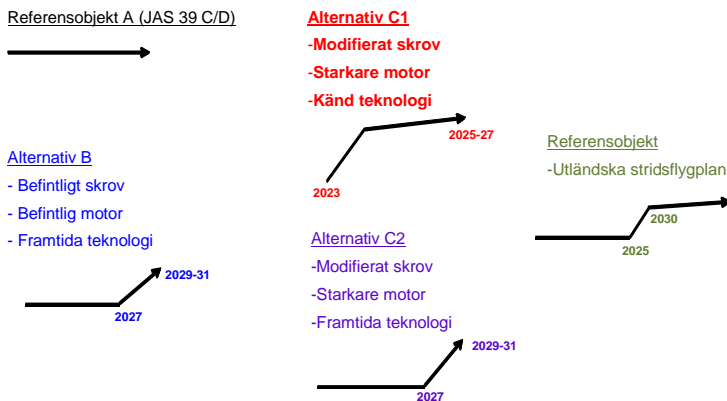 Referensobjekt A (JAS 39 C/D)
Alternativ B
- Befintligt skrov
- Befintlig motor
- Framtida teknologi
2029-31
2027
Alternativ C1
-Modifierat skrov
-Starkare motor
-Känd teknologi
2025-27
2023
Alternativ C2
-Modifierat skrov
-Starkare motor
-Framtida teknologi
2029-31
2027
Referensobjekt
-Utländska stridsflygplan
2030
2025